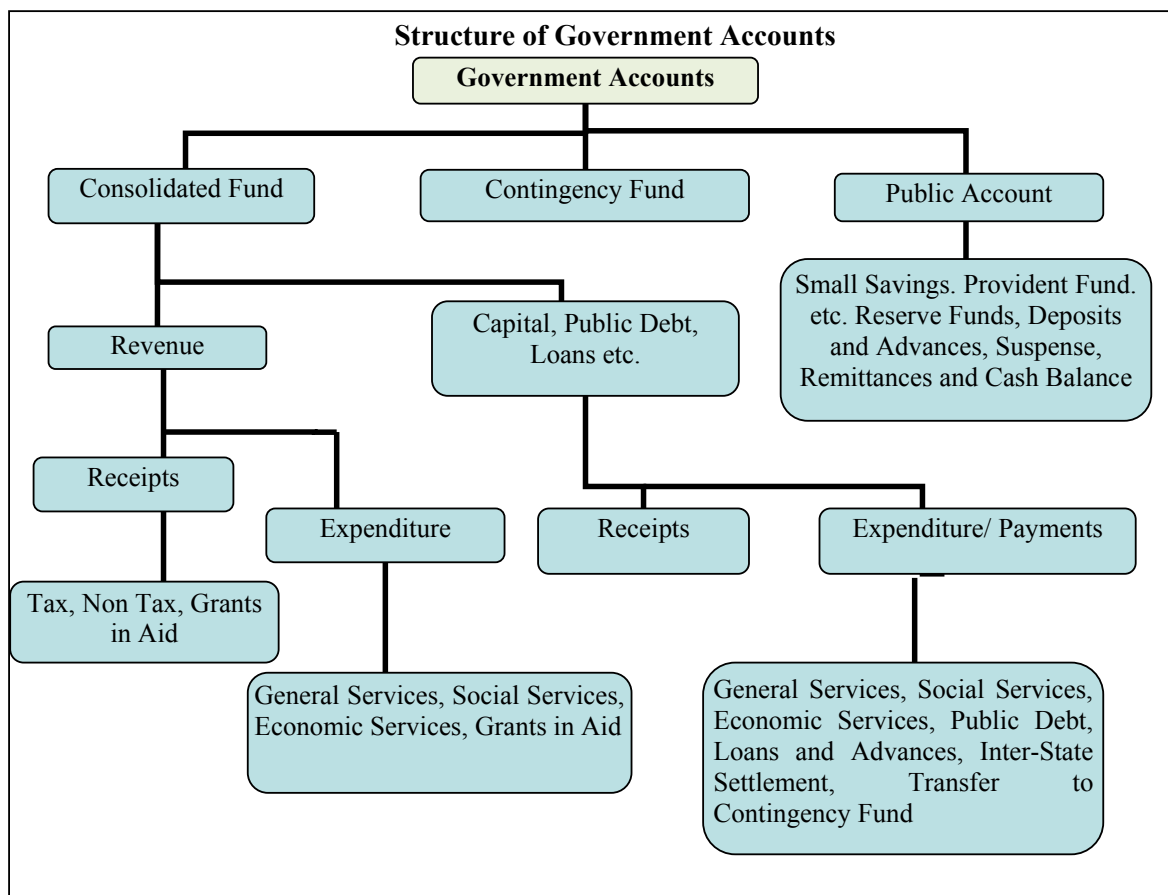 Structure of Government Accounts
Government Accounts
Consolidated Fund
Contingency Fund
Public Account
Small Savings. Provident Fund.
etc. Reserve Funds, Deposits
and Advances, Suspense,
Remittances and Cash Balance
Revenue
Capital, Public Debt,
Loans etc.
Receipts
Expenditure
Receipts
Expenditure/ Payments
Tax, Non Tax, Grants
in Aid
General Services, Social Services,
Economic Services, Grants in Aid
General Services, Social Services,
Economic Services, Public Debt,
Loans and Advances, Inter-State
Settlement, Transfer to
Contingency Fund